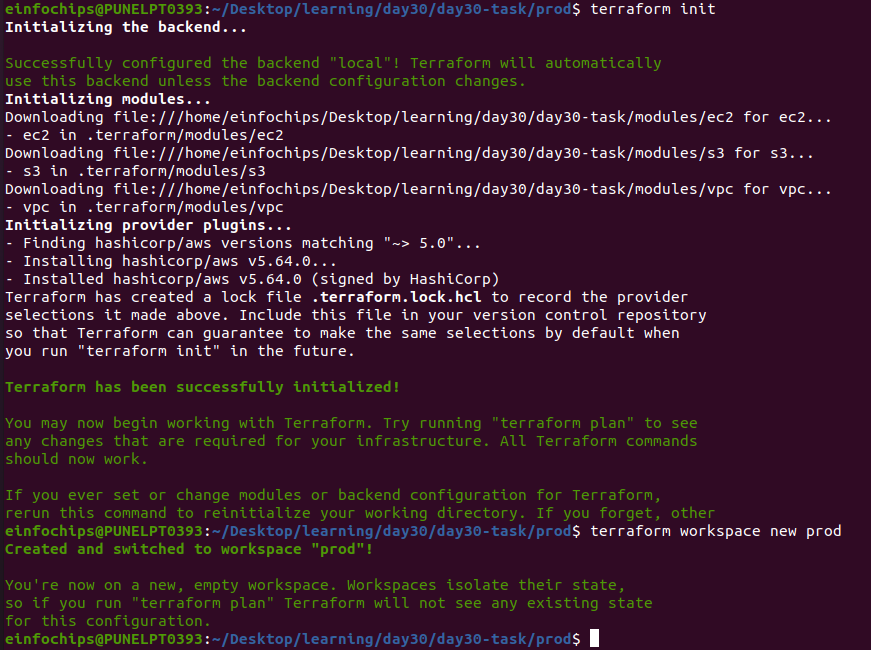 einfochips@PUNELPT0393:~/Desktop/learning/day30/day30-task/prod$ terraform init
Initializing the backend...
Successfully configured the backend "local"! Terraform will automatically
use this backend unless the backend configuration changes.
Initializing modules...
Downloading file:///home/einfochips/Desktop/learning/day30/day30-task/modules/ec2 for ec2...
- ec2 in .terraform/modules/ec2
Downloading file:///home/einfochips/Desktop/learning/day30/day30-task/modules/s3 for s3...
- s3 in .terraform/modules/s3
Downloading file:///home/einfochips/Desktop/learning/day30/day30-task/modules/vpc for vpc...
- vpc in .terraform/modules/vpc
Initializing provider plugins...
- Finding hashicorp/aws versions matching "~> 5.0"...
- Installing hashicorp/aws v5.64.0...
- Installed hashicorp/aws v5.64.0 (signed by HashiCorp)
Terraform has created a lock file .terraform.lock.hcl to record the provider
selections it made above. Include this file in your version control repository
so that Terraform can guarantee to make the same selections by default when
you run "terraform init" in the future.
Terraform has been successfully initialized!
You may now begin working with Terraform. Try running "terraform plan" to see
any changes that are required for your infrastructure. All Terraform commands
should now work.
If you ever set or change modules or backend configuration for Terraform,
rerun this command to reinitialize your working directory. If you forget, other
einfochips@PUNELPT0393:~/Desktop/learning/day30/day30-task/prod$ terraform workspace new prod
Created and switched to workspace "prod"!
You're now on a new, empty workspace. Workspaces isolate their state,
so if you run "terraform plan" Terraform will not see any existing state
for this configuration.
einfochips@PUNELPT0393:~/Desktop/learning/day30/day30-task/prod$